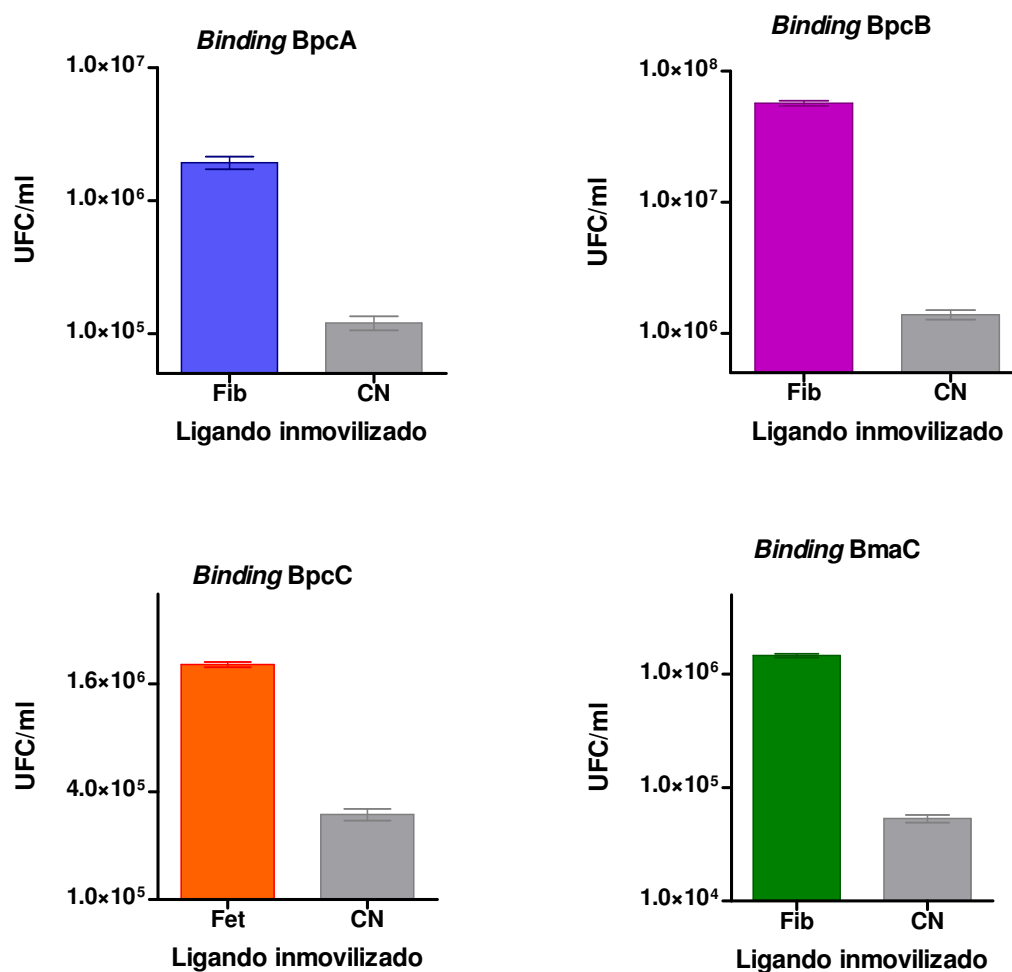 Binding BpcA
1.0×10⁷
1.0×10⁶
1.0×10⁵
UFC/ml
Fib CN
Ligando inmovilizado
Binding BpcB
1.0×10⁸
1.0×10⁷
1.0×10⁶
UFC/ml
Fib CN
Ligando inmovilizado
Binding BpcC
1.6×10⁶
4.0×10⁵
1.0×10⁵
UFC/ml
Fet CN
Ligando inmovilizado
Binding BmaC
1.0×10⁶
1.0×10⁵
1.0×10⁴
UFC/ml
Fib CN
Ligando inmovilizado